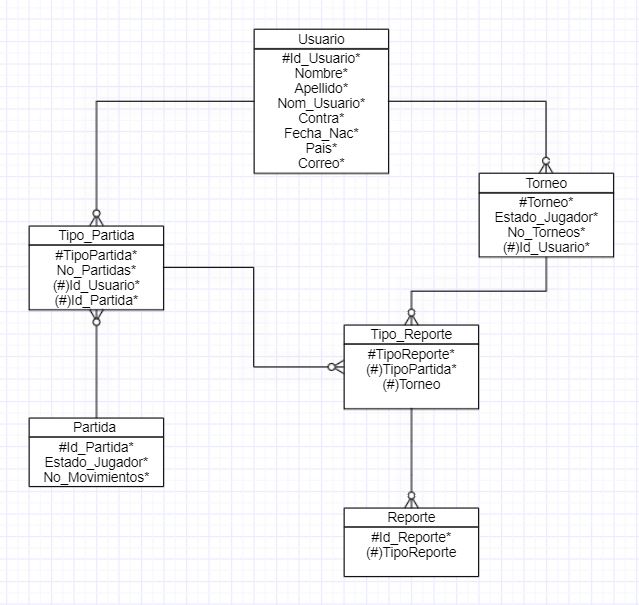 Usuario
#Id_Usuario*
Nombre*
Apellido*
Nom_Usuario*
Contra*
Fecha_Nac*
Pais*
Correo*
Torneo
#Torneo*
Estado_Jugador*
No_Torneos*
(#)Id_Usuario*
Tipo_Partida
#TipoPartida*
No_Partidas*
(#)Id_Usuario*
(#)Id_Partida*
Tipo_Reporte
#TipoReporte*
(#)TipoPartida*
(#)Torneo
Partida
#Id_Partida*
Estado_Jugador*
No_Movimientos*
Reporte
#Id_Reporte*
(#)TipoReporte